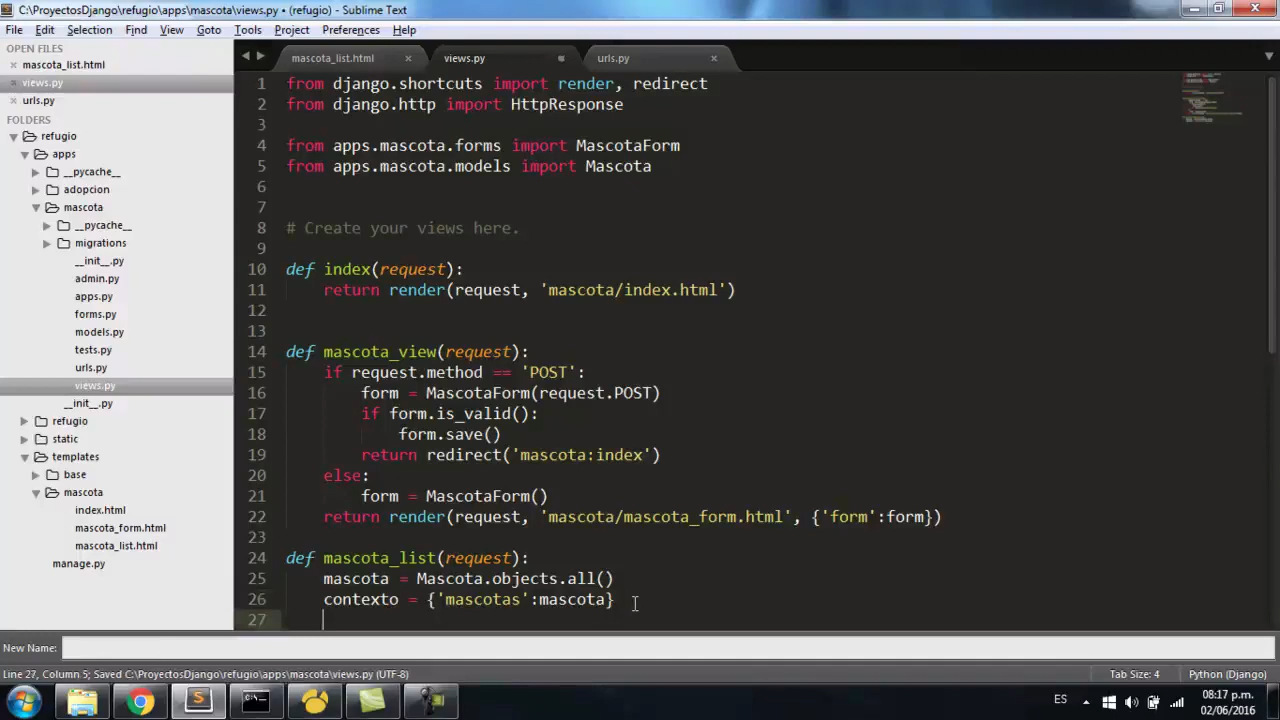 C:\ProyectosDjango\refugio\apps\mascota\views.py • (refugio) - Sublime Text
File Edit Selection Find View Goto Tools Project Preferences Help
OPEN FILES
mascota_list.html
views.py
urls.py
FOLDERS
refugio
apps
__pycache__
adopcion
mascota
__pycache__
migrations
__init__.py
admin.py
apps.py
forms.py
models.py
tests.py
urls.py
views.py
__init__.py
refugio
static
templates
base
mascota
index.html
mascota_form.html
mascota_list.html
manage.py
mascota_list.html views.py urls.py
1 from django.shortcuts import render, redirect
2 from django.http import HttpResponse
3
4 from apps.mascota.forms import MascotaForm
5 from apps.mascota.models import Mascota
6
7
8 # Create your views here.
9
10 def index(request):
11     return render(request, 'mascota/index.html')
12
13
14 def mascota_view(request):
15     if request.method == 'POST':
16         form = MascotaForm(request.POST)
17         if form.is_valid():
18             form.save()
19         return redirect('mascota:index')
20     else:
21         form = MascotaForm()
22     return render(request, 'mascota/mascota_form.html', {'form':form})
23
24 def mascota_list(request):
25     mascota = Mascota.objects.all()
26     contexto = {'mascotas':mascota}
27
New Name:
Line 27, Column 5; Saved C:\ProyectosDjango\refugio\apps\mascota\views.py (UTF-8) Tab Size: 4 Python (Django)
ES 08:17 p.m.
02/06/2016